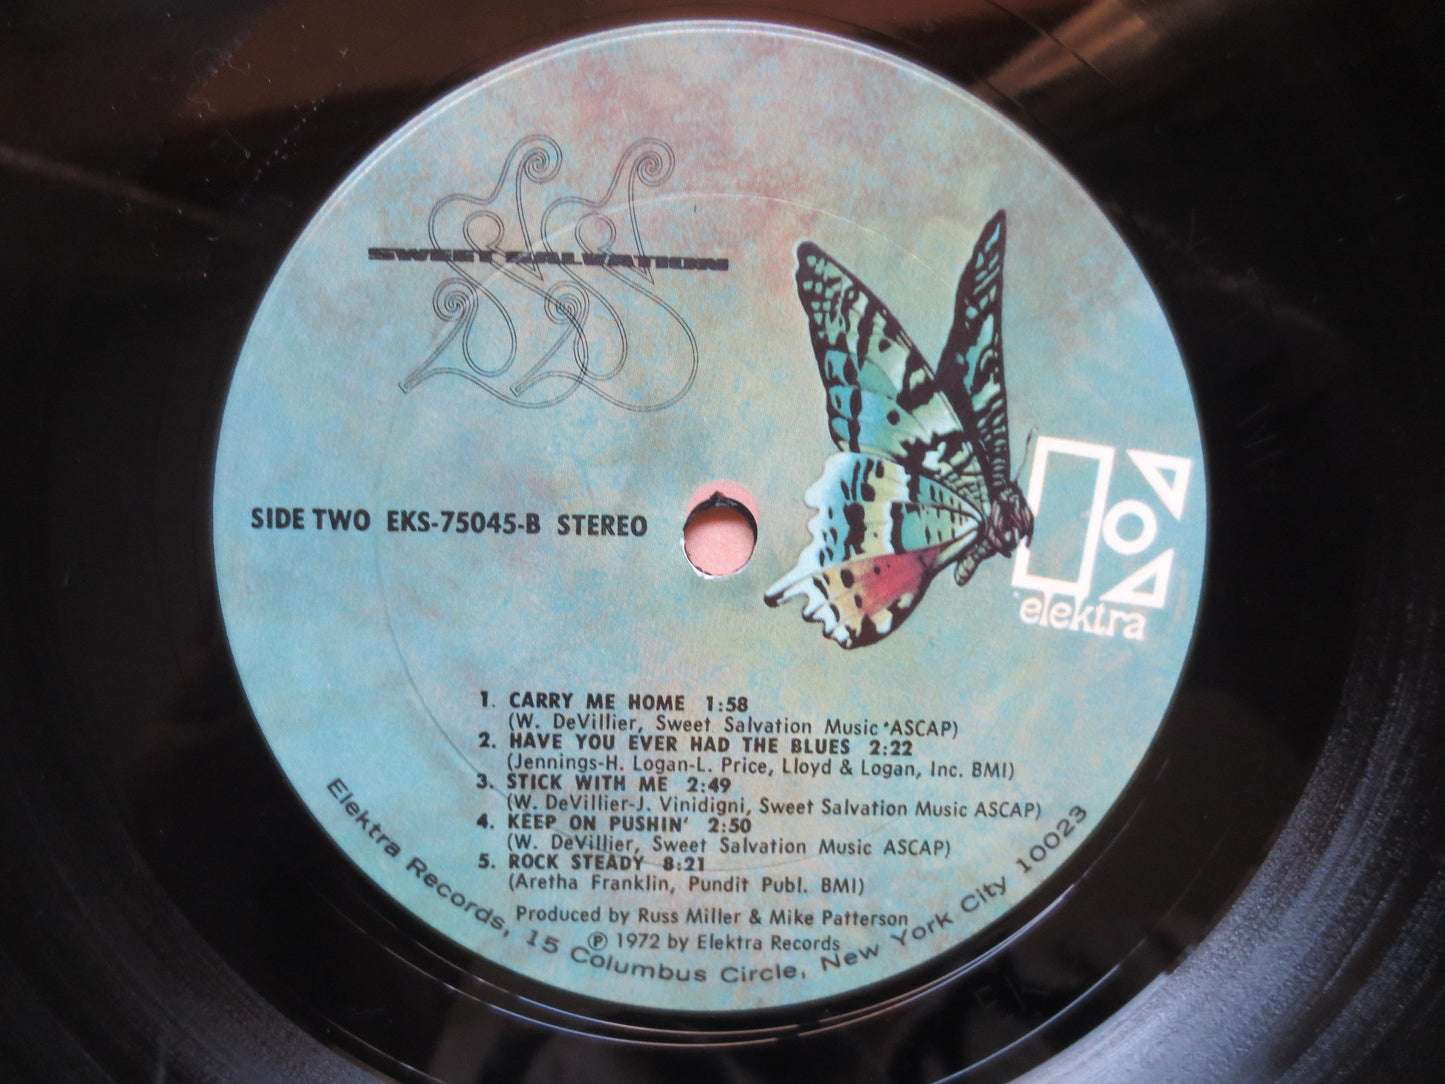 SWEET SALVATION
SIDE TWO EKS-75045-B STEREO
elektra
1. CARRY ME HOME 1:58
(W. DeVillier, Sweet Salvation Music ASCAP)
2. HAVE YOU EVER HAD THE BLUES 2:22
(Jennings-H. Logan-L. Price, Lloyd & Logan, Inc. BMI)
3. STICK WITH ME 2:49
(W. DeVillier-J. Vinidigni, Sweet Salvation Music ASCAP)
4. KEEP ON PUSHIN' 2:50
(W. DeVillier, Sweet Salvation Music ASCAP)
5. ROCK STEADY 8:21
(Aretha Franklin, Pundit Publ. BMI)
Produced by Russ Miller & Mike Patterson
℗ 1972 by Elektra Records
Elektra Records, 15 Columbus Circle, New York City 10023